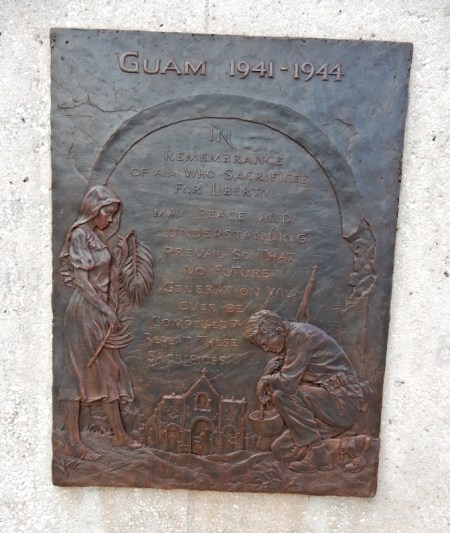 GUAM 1941-1944
IN
REMEMBRANCE
OF ALL WHO SACRIFICED
FOR LIBERTY
MAY PEACE AND
UNDERSTANDING
PREVAIL SO THAT
NO FUTURE
GENERATION WILL
EVER BE
COMPELLED TO
REPEAT THESE
SACRIFICES